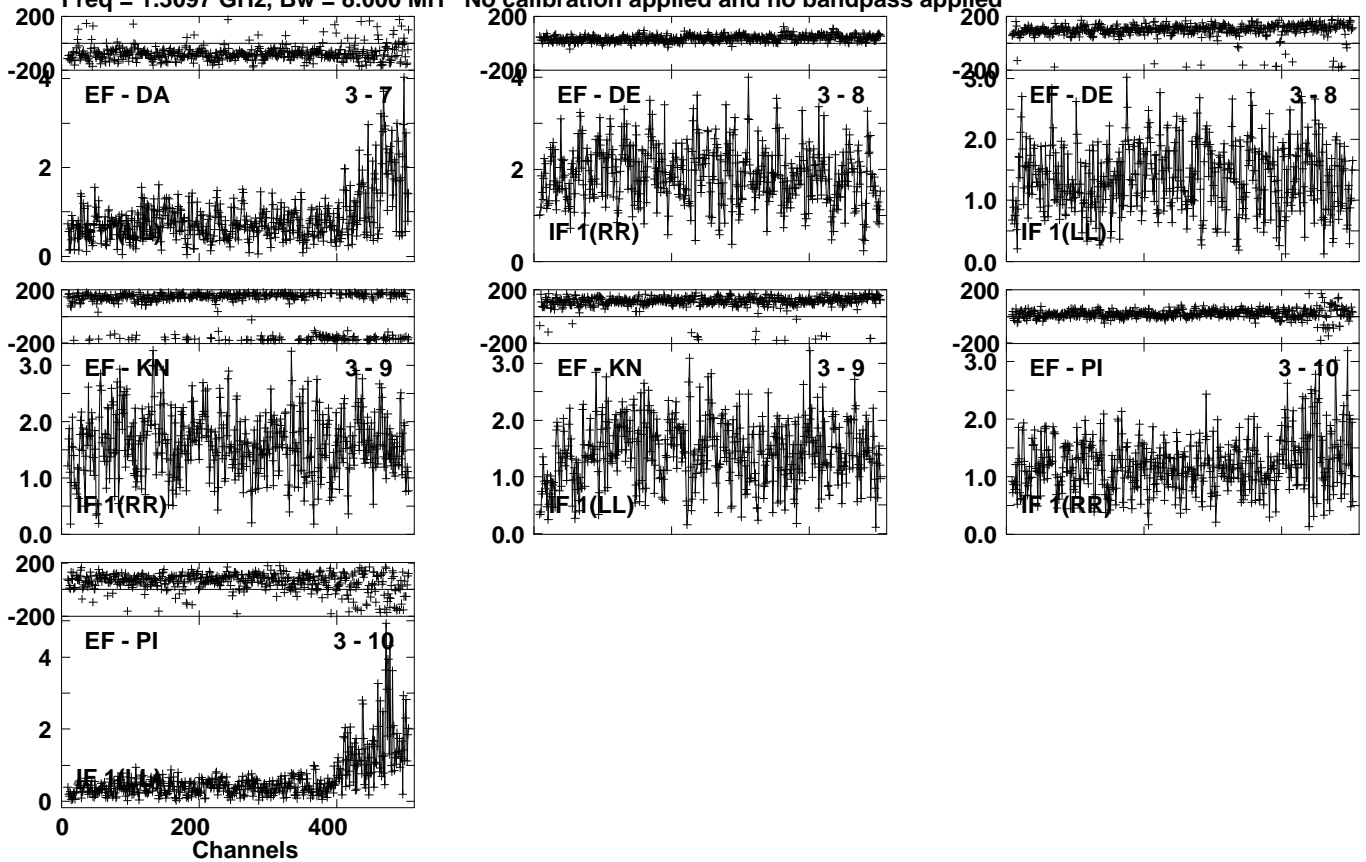 Freq = 1.5097 GHz, Bw = 8.000 MH No calibration applied and no bandpass applied
200
-200
4
2
0
EF - DA 3 - 7
200
-200
4
2
0
EF - DE 3 - 8
IF 1(RR)
200
-200
3.0
2.0
1.0
0.0
EF - DE 3 - 8
IF 1(LL)
200
-200
3.0
2.0
1.0
0.0
EF - KN 3 - 9
IF 1(RR)
200
-200
3.0
2.0
1.0
0.0
EF - KN 3 - 9
IF 1(LL)
200
-200
3.0
2.0
1.0
0.0
EF - PI 3 - 10
IF 1(RR)
200
-200
4
2
0
EF - PI 3 - 10
IF 1(LL)
0 200 400
Channels